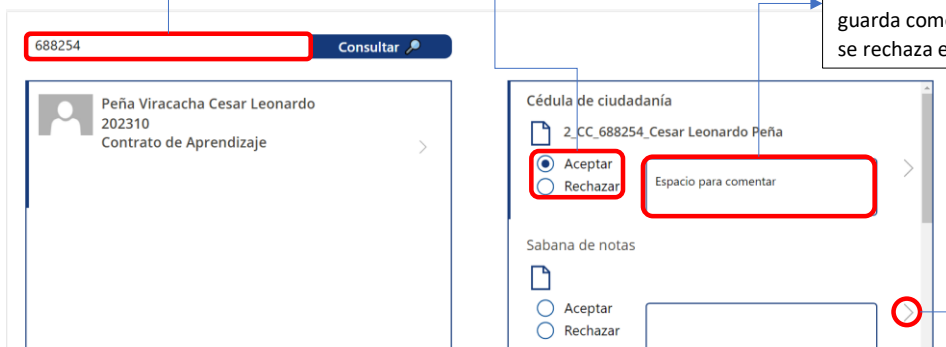 guarda com
se rechaza e
688254
Consultar
Peña Viracacha Cesar Leonardo
202310
Contrato de Aprendizaje
Cédula de ciudadanía
2_CC_688254_Cesar Leonardo Peña
Aceptar
Rechazar
Espacio para comentar
Sabana de notas
Aceptar
Rechazar